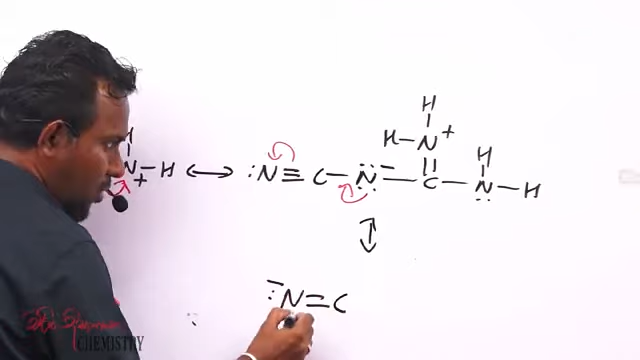 H
H H
N — H ⟷ :N ≡ C — N̈ — C — N — H
+ − ‖ ..
H — N +
↕
− :N = C
CHEMISTRY